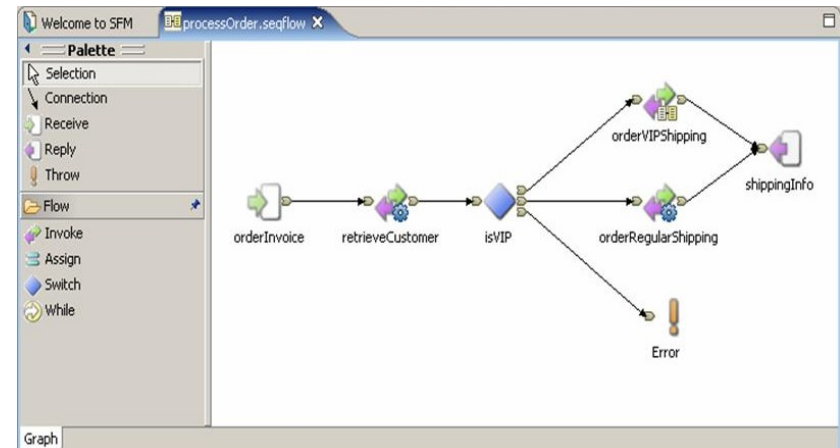 Welcome to SFM
processOrder.seqflow
Palette
Selection
Connection
Receive
Reply
Throw
Flow
Invoke
Assign
Switch
While
orderInvoice
retrieveCustomer
isVIP
orderVIPShipping
orderRegularShipping
shippingInfo
Error
Graph